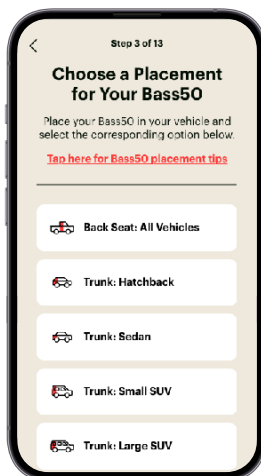 Step 3 of 13
Choose a Placement
for Your Bass50
Place your Bass50 in your vehicle and
select the corresponding option below.
Tap here for Bass50 placement tips
Back Seat: All Vehicles
Trunk: Hatchback
Trunk: Sedan
Trunk: Small SUV
Trunk: Large SUV